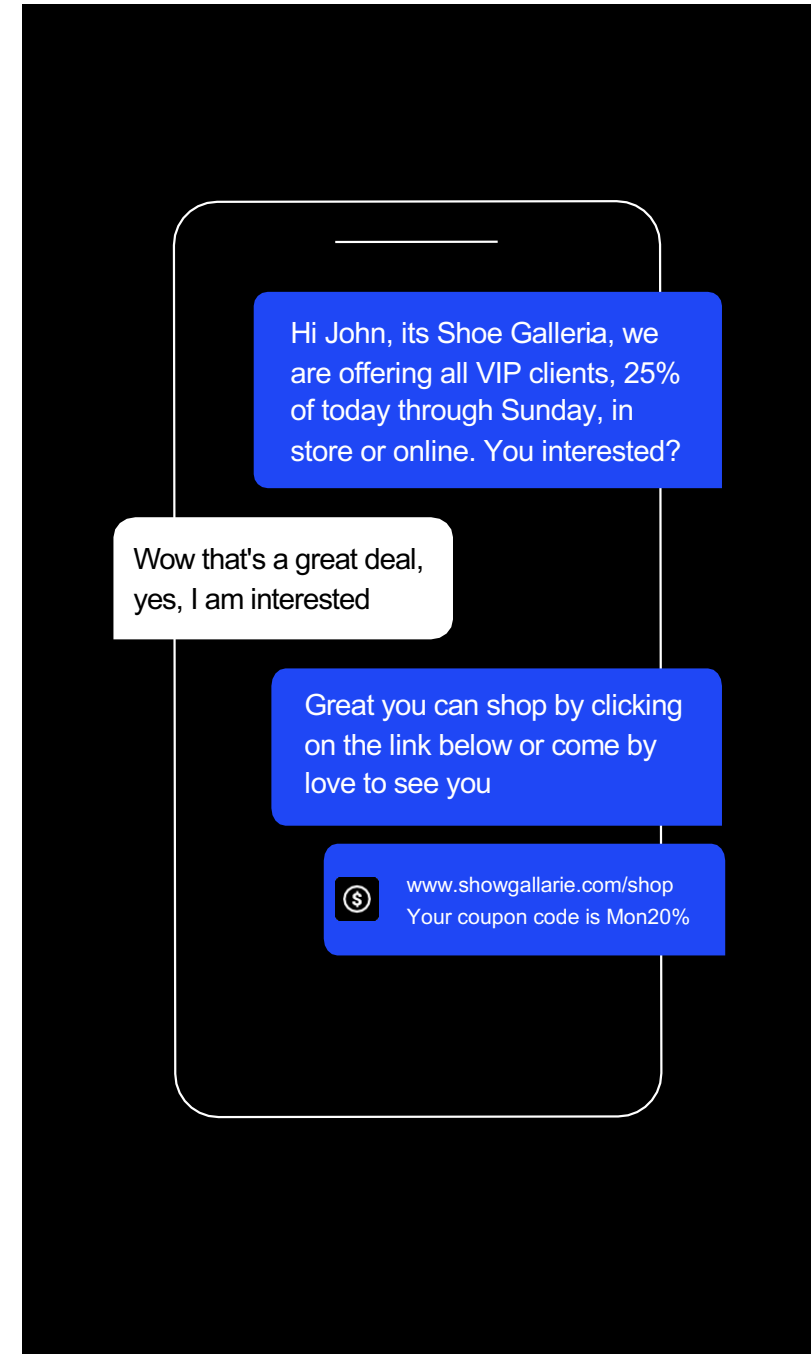 Hi John, its Shoe Galleria, we
are offering all VIP clients, 25%
of today through Sunday, in
store or online. You interested?
Wow that's a great deal,
yes, I am interested
Great you can shop by clicking
on the link below or come by
love to see you
$
www.showgallarie.com/shop
Your coupon code is Mon20%